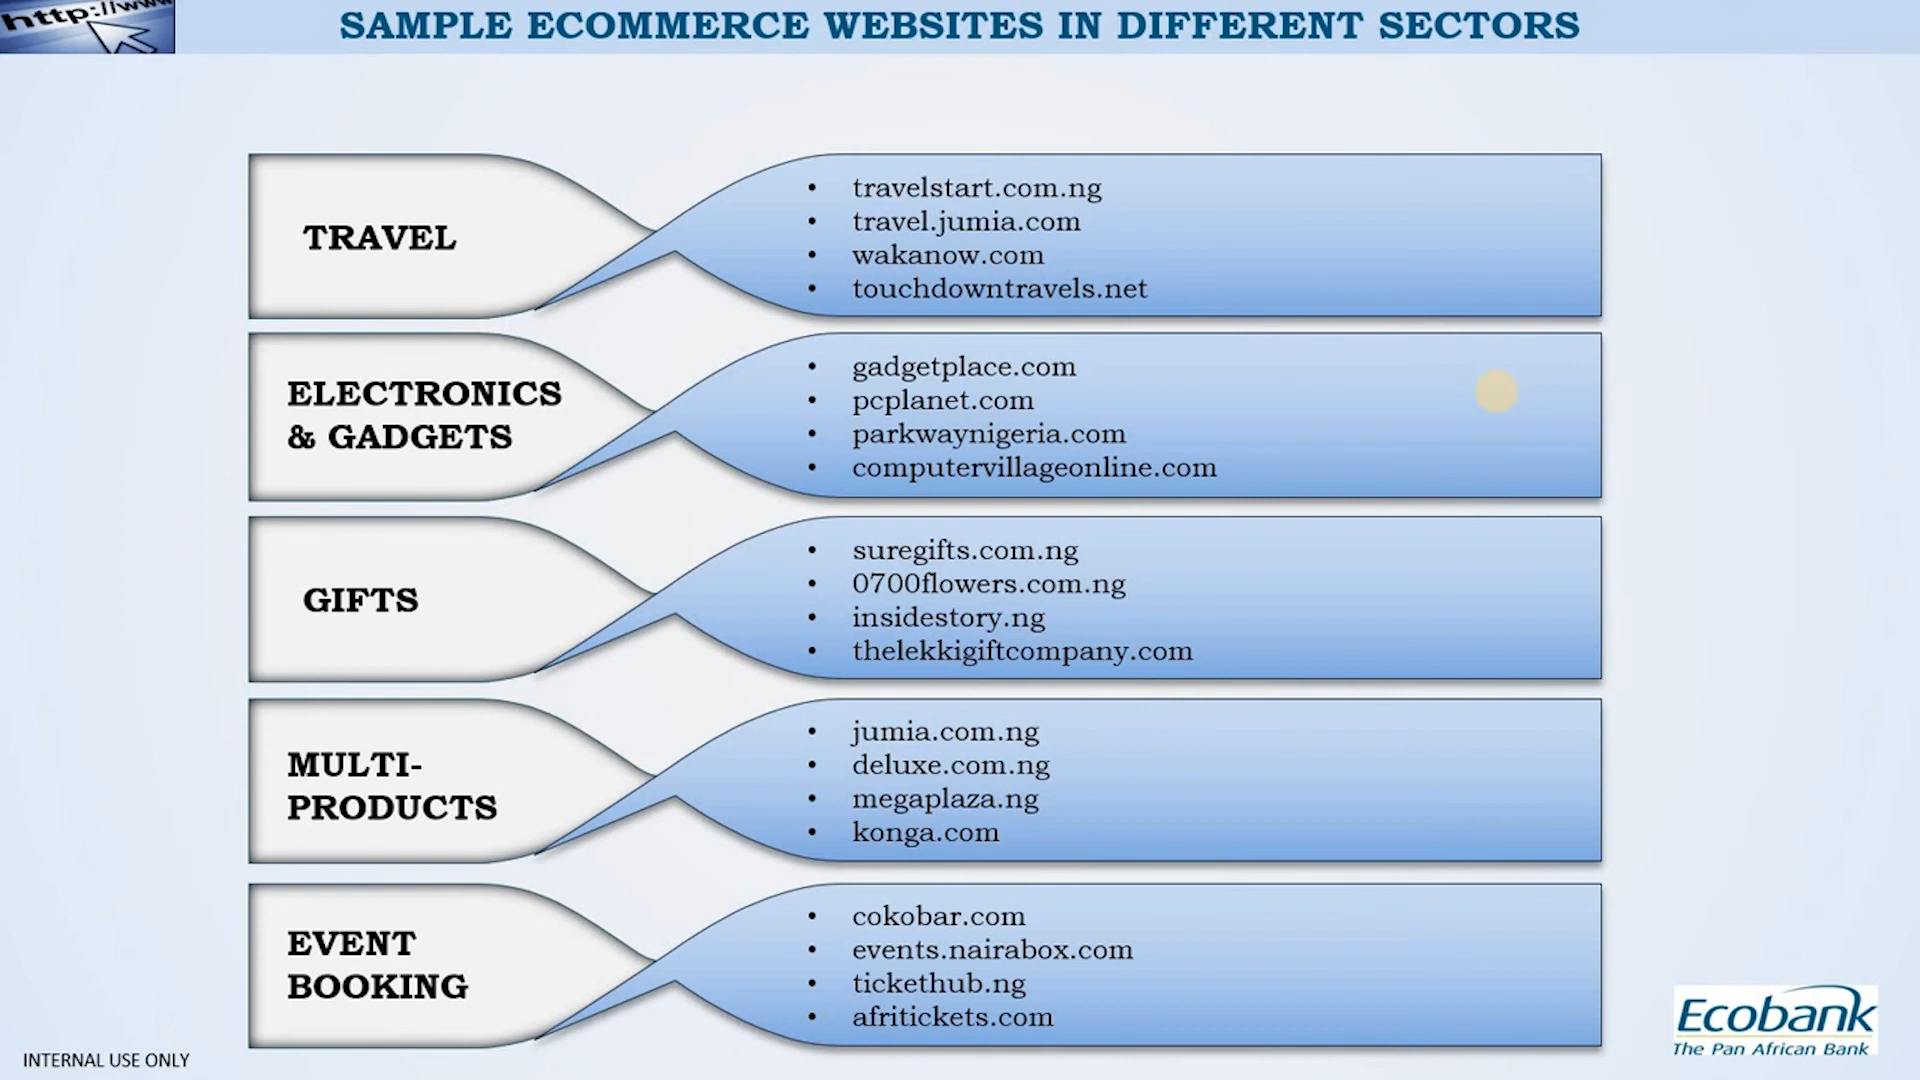 http://www
SAMPLE ECOMMERCE WEBSITES IN DIFFERENT SECTORS
TRAVEL
• travelstart.com.ng
• travel.jumia.com
• wakanow.com
• touchdowntravels.net
ELECTRONICS
& GADGETS
• gadgetplace.com
• pcplanet.com
• parkwaynigeria.com
• computervillageonline.com
GIFTS
• suregifts.com.ng
• 0700flowers.com.ng
• insidestory.ng
• thelekkigiftcompany.com
MULTI-
PRODUCTS
• jumia.com.ng
• deluxe.com.ng
• megaplaza.ng
• konga.com
EVENT
BOOKING
• cokobar.com
• events.nairabox.com
• tickethub.ng
• afritickets.com
Ecobank
The Pan African Bank
INTERNAL USE ONLY